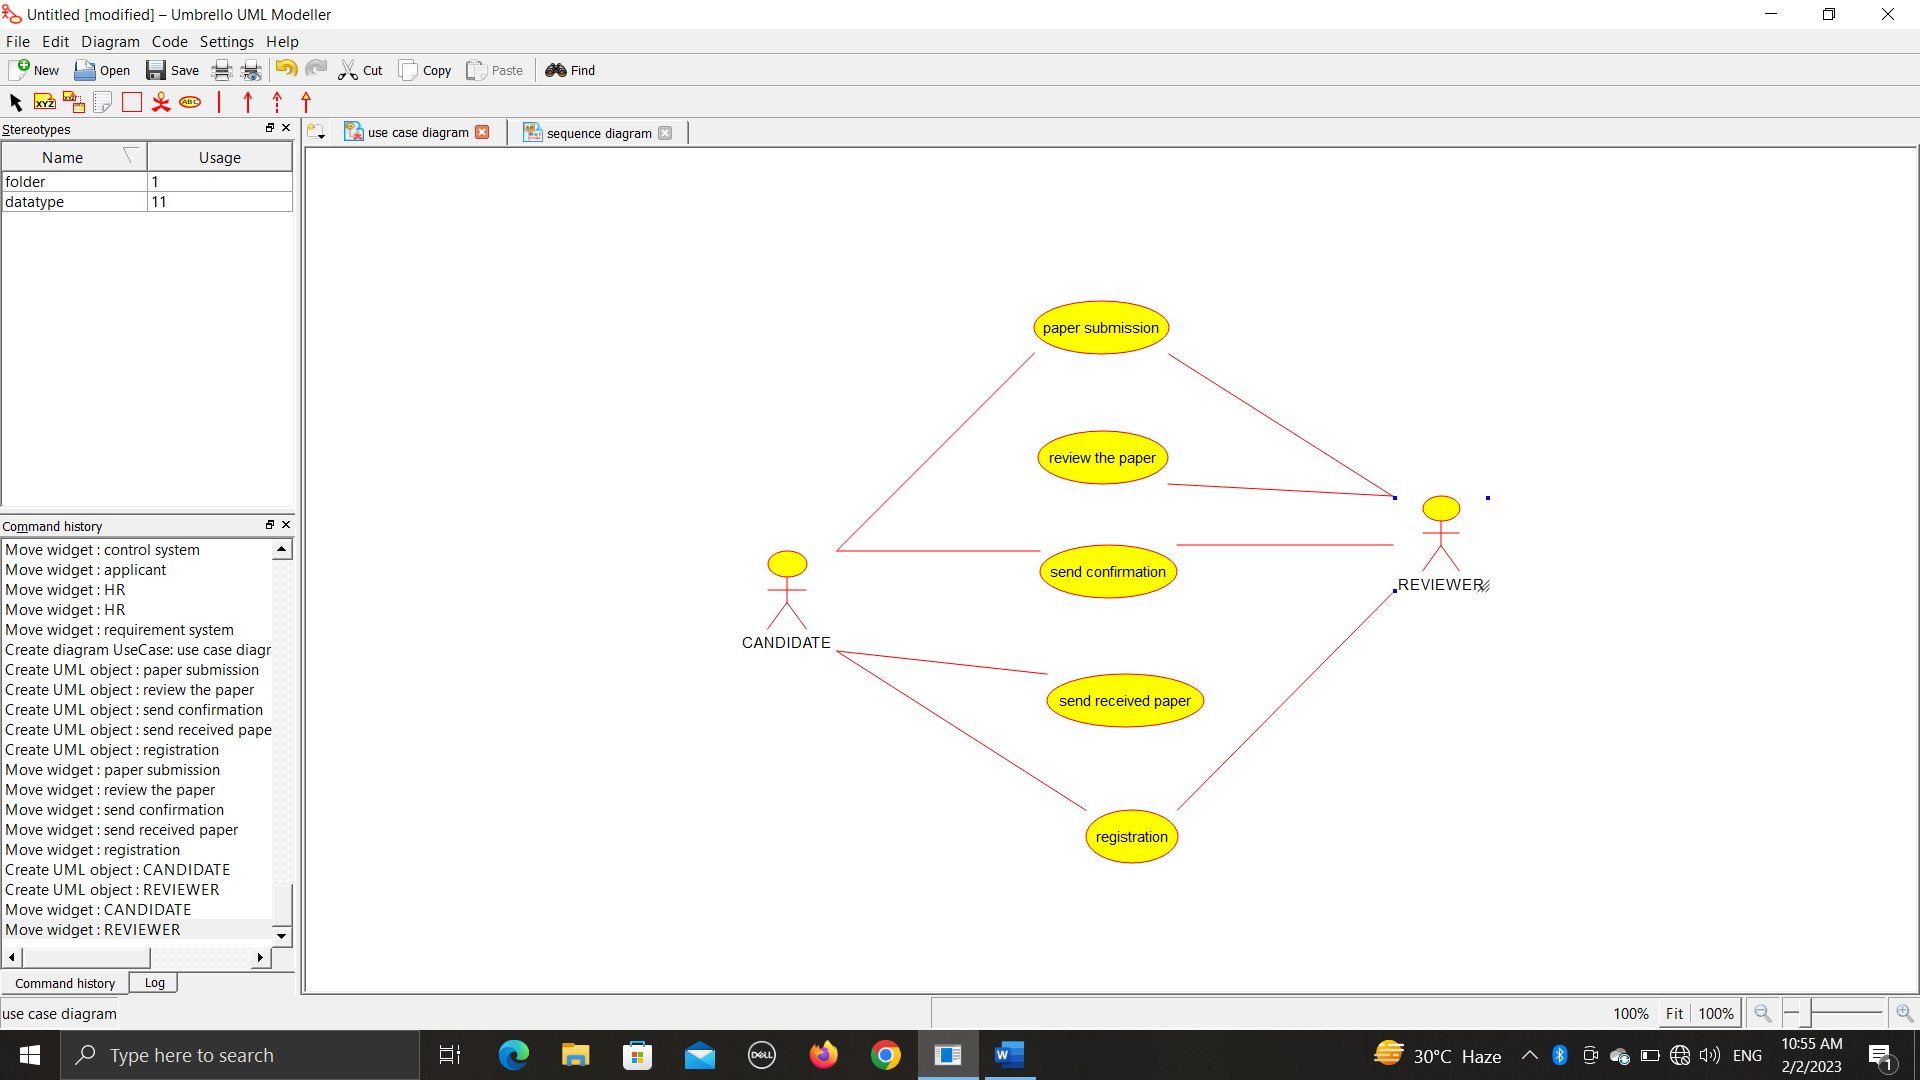 Untitled [modified] – Umbrello UML Modeller
File Edit Diagram Code Settings Help
New Open Save Cut Copy Paste Find
XYZ XYZ ABC
Stereotypes
use case diagram sequence diagram
Name Usage
folder 1
datatype 11
Command history
Move widget : control system
Move widget : applicant
Move widget : HR
Move widget : HR
Move widget : requirement system
Create diagram UseCase: use case diagr
Create UML object : paper submission
Create UML object : review the paper
Create UML object : send confirmation
Create UML object : send received pape
Create UML object : registration
Move widget : paper submission
Move widget : review the paper
Move widget : send confirmation
Move widget : send received paper
Move widget : registration
Create UML object : CANDIDATE
Create UML object : REVIEWER
Move widget : CANDIDATE
Move widget : REVIEWER
Command history Log
paper submission
review the paper
send confirmation
REVIEWER
CANDIDATE
send received paper
registration
use case diagram
100% Fit 100%
Type here to search
DELL
W
30°C Haze
ENG
10:55 AM
2/2/2023
1